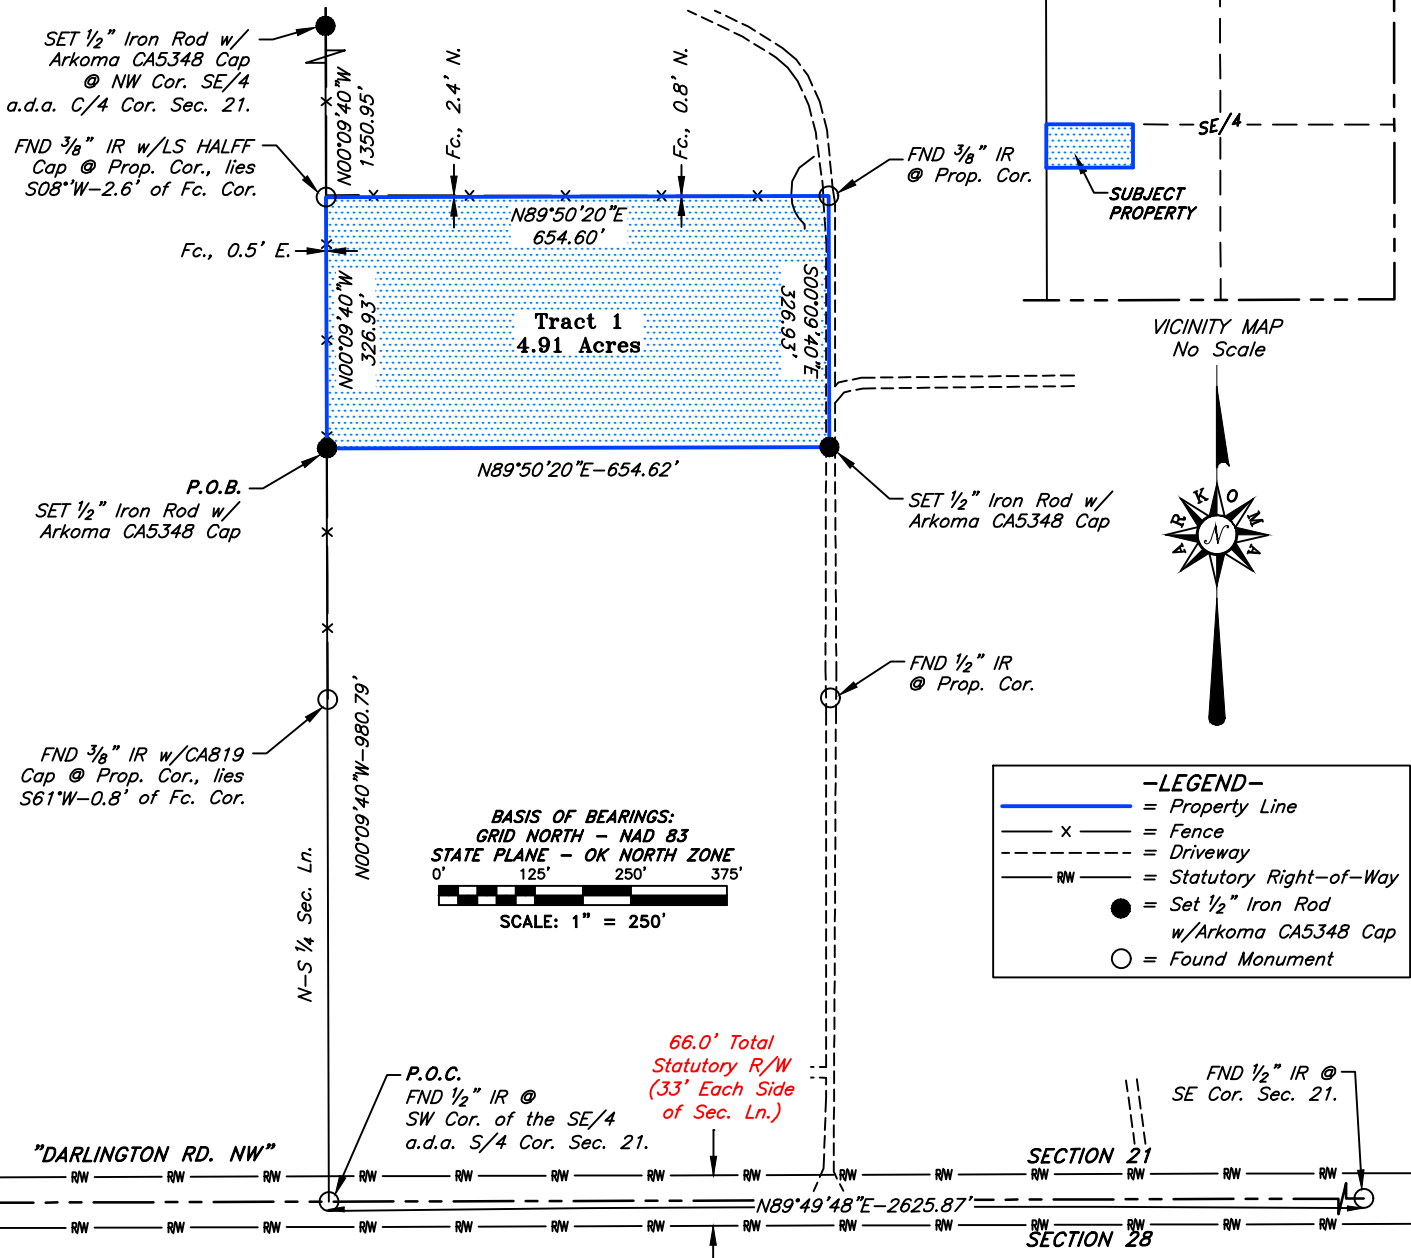 SET 1/2" Iron Rod w/
Arkoma CA5348 Cap
@ NW Cor. SE/4
a.d.a. C/4 Cor. Sec. 21.
FND 3/8" IR w/LS HALFF
Cap @ Prop. Cor., lies
S08°W-2.6' of Fc. Cor.
N00°09'40"W
1350.95'
Fc., 2.4' N.
Fc., 0.8' N.
FND 3/8" IR
@ Prop. Cor.
SE/4
SUBJECT
PROPERTY
VICINITY MAP
No Scale
N89°50'20"E
654.60'
Fc., 0.5' E.
N00°09'40"W
326.93'
Tract 1
4.91 Acres
S00°09'40"E
326.93'
N89°50'20"E-654.62'
P.O.B.
SET 1/2" Iron Rod w/
Arkoma CA5348 Cap
SET 1/2" Iron Rod w/
Arkoma CA5348 Cap
ARKOMA
N
FND 1/2" IR
@ Prop. Cor.
FND 3/8" IR w/CA819
Cap @ Prop. Cor., lies
S61°W-0.8' of Fc. Cor.
N00°09'40"W-980.79'
N-S 1/4 Sec. Ln.
BASIS OF BEARINGS:
GRID NORTH - NAD 83
STATE PLANE - OK NORTH ZONE
0' 125' 250' 375'
SCALE: 1" = 250'
-LEGEND-
= Property Line
X = Fence
= Driveway
R/W = Statutory Right-of-Way
= Set 1/2" Iron Rod
w/Arkoma CA5348 Cap
= Found Monument
66.0' Total
Statutory R/W
(33' Each Side
of Sec. Ln.)
P.O.C.
FND 1/2" IR @
SW Cor. of the SE/4
a.d.a. S/4 Cor. Sec. 21.
FND 1/2" IR @
SE Cor. Sec. 21.
"DARLINGTON RD. NW"
SECTION 21
R/W R/W R/W R/W R/W R/W R/W R/W R/W R/W R/W R/W R/W R/W
N89°49'48"E-2625.87'
R/W R/W R/W R/W R/W R/W R/W R/W R/W R/W R/W R/W R/W R/W
SECTION 28